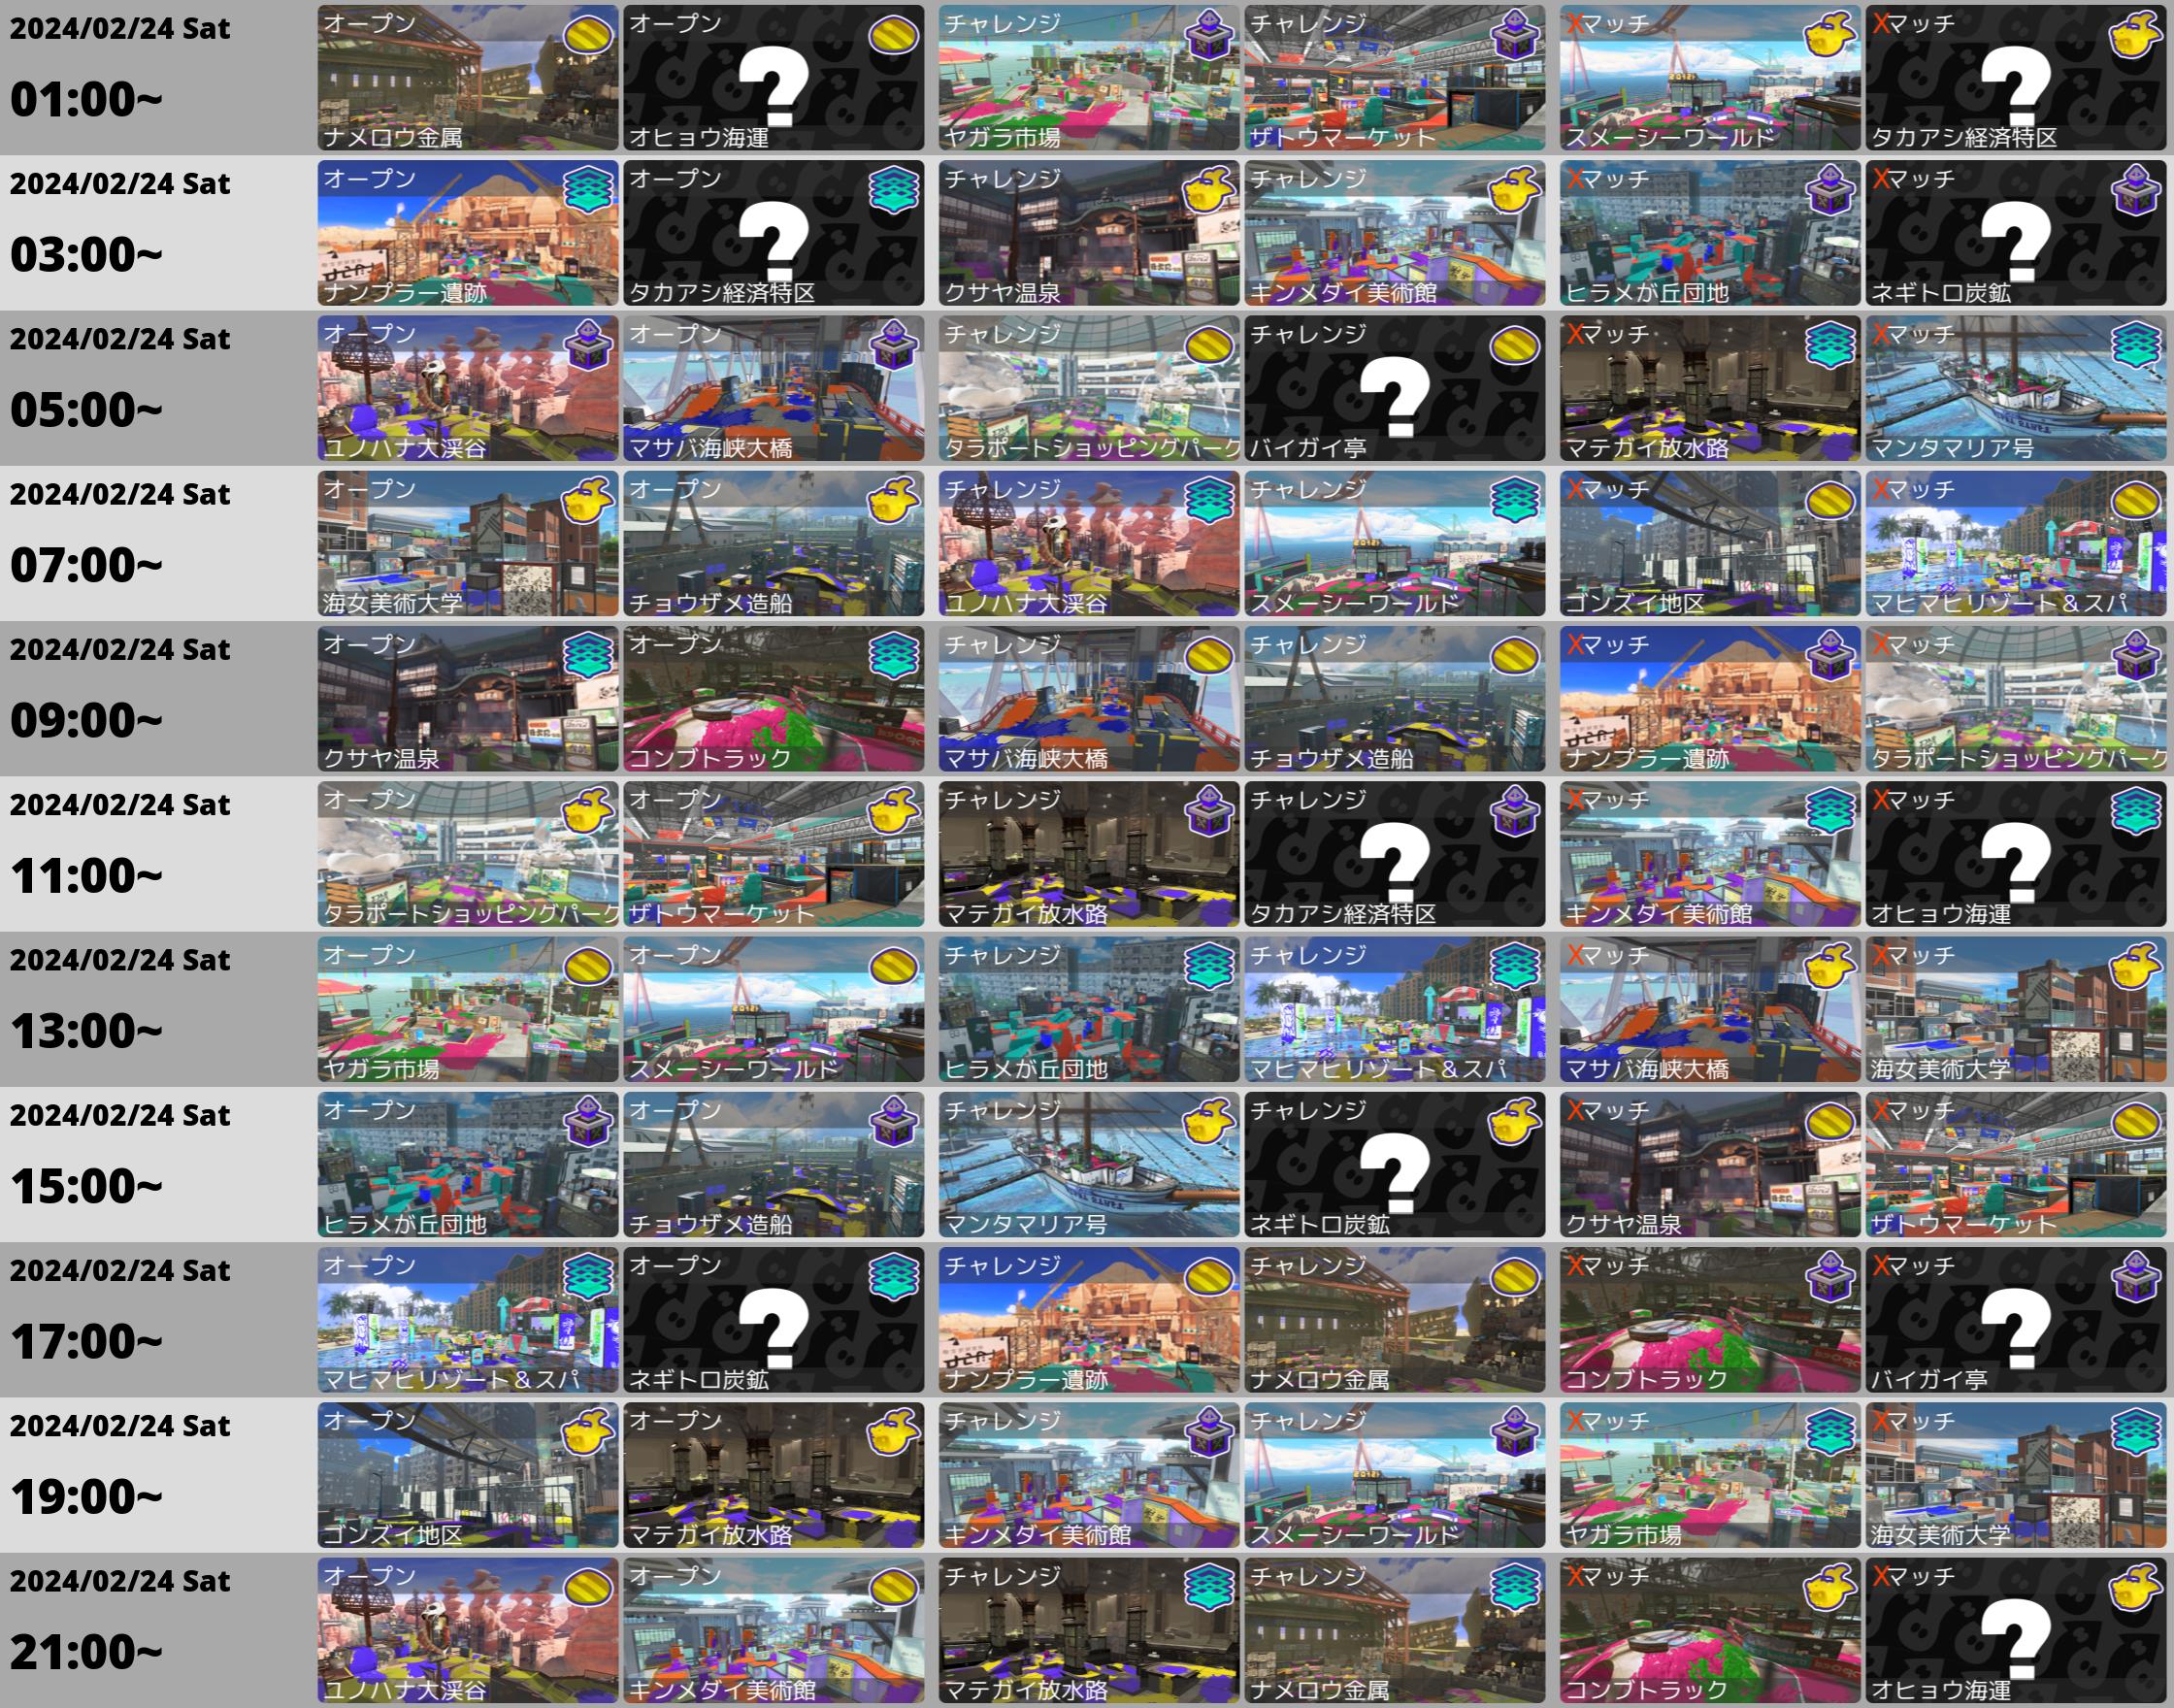 2024/02/24 Sat
01:00~
オープン オープン チャレンジ チャレンジ Xマッチ Xマッチ
ナメロウ金属 オヒョウ海運 ヤガラ市場 ザトウマーケット スメーシーワールド タカアシ経済特区
2024/02/24 Sat
03:00~
オープン オープン チャレンジ チャレンジ Xマッチ Xマッチ
ナンプラー遺跡 タカアシ経済特区 クサヤ温泉 キンメダイ美術館 ヒラメが丘団地 ネギトロ炭鉱
2024/02/24 Sat
05:00~
オープン オープン チャレンジ チャレンジ Xマッチ Xマッチ
ユノハナ大渓谷 マサバ海峡大橋 タラポートショッピングパーク バイガイ亭 マテガイ放水路 マンタマリア号
2024/02/24 Sat
07:00~
オープン オープン チャレンジ チャレンジ Xマッチ Xマッチ
海女美術大学 チョウザメ造船 ユノハナ大渓谷 スメーシーワールド ゴンズイ地区 マヒマヒリゾート＆スパ
2024/02/24 Sat
09:00~
オープン オープン チャレンジ チャレンジ Xマッチ Xマッチ
クサヤ温泉 コンブトラック マサバ海峡大橋 チョウザメ造船 ナンプラー遺跡 タラポートショッピングパーク
2024/02/24 Sat
11:00~
オープン オープン チャレンジ チャレンジ Xマッチ Xマッチ
タラポートショッピングパーク ザトウマーケット マテガイ放水路 タカアシ経済特区 キンメダイ美術館 オヒョウ海運
2024/02/24 Sat
13:00~
オープン オープン チャレンジ チャレンジ Xマッチ Xマッチ
ヤガラ市場 スメーシーワールド ヒラメが丘団地 マヒマヒリゾート＆スパ マサバ海峡大橋 海女美術大学
2024/02/24 Sat
15:00~
オープン オープン チャレンジ チャレンジ Xマッチ Xマッチ
ヒラメが丘団地 チョウザメ造船 マンタマリア号 ネギトロ炭鉱 クサヤ温泉 ザトウマーケット
2024/02/24 Sat
17:00~
オープン オープン チャレンジ チャレンジ Xマッチ Xマッチ
マヒマヒリゾート＆スパ ネギトロ炭鉱 ナンプラー遺跡 ナメロウ金属 コンブトラック バイガイ亭
2024/02/24 Sat
19:00~
オープン オープン チャレンジ チャレンジ Xマッチ Xマッチ
ゴンズイ地区 マテガイ放水路 キンメダイ美術館 スメーシーワールド ヤガラ市場 海女美術大学
2024/02/24 Sat
21:00~
オープン オープン チャレンジ チャレンジ Xマッチ Xマッチ
ユノハナ大渓谷 キンメダイ美術館 マテガイ放水路 ナメロウ金属 コンブトラック オヒョウ海運